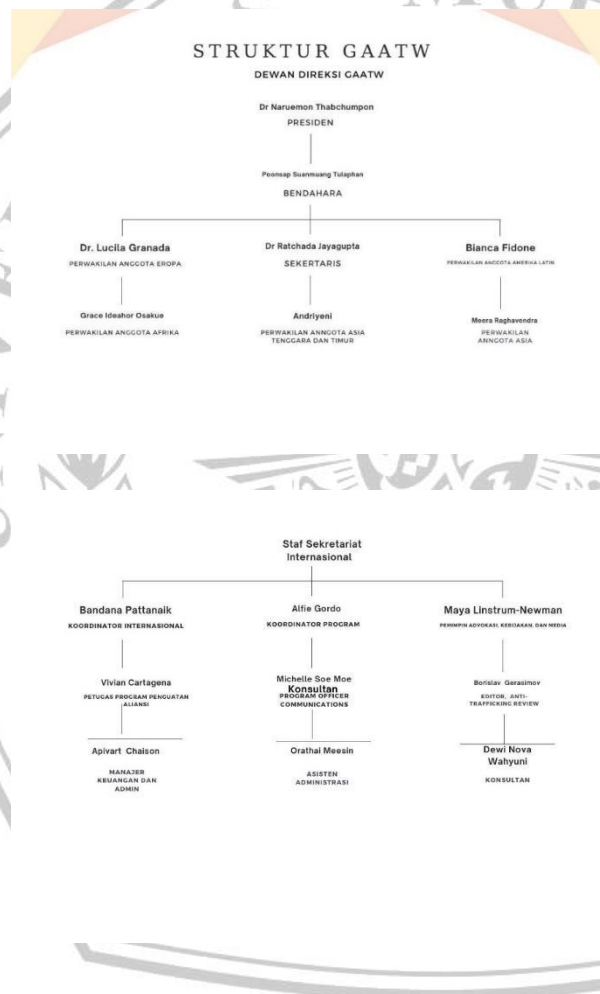 STRUKTUR GAATW
DEWAN DIREKSI GAATW
Dr Naruemon Thabchumpon
PRESIDEN
Poonsap Suanmuang Tulaphan
BENDAHARA
Dr. Lucila Granada
PERWAKILAN ANGGOTA EROPA
Dr Ratchada Jayagupta
SEKERTARIS
Bianca Fidone
PERWAKILAN ANGGOTA AMERIKA LATIN
Grace Ideahor Osakue
PERWAKILAN ANGGOTA AFRIKA
Andriyeni
PERWAKILAN ANNGOTA ASIA
TENGGARA DAN TIMUR
Meera Raghavendra
PERWAKILAN
ANNGOTA ASIA
Staf Sekretariat
Internasional
Bandana Pattanaik
KOORDINATOR INTERNASIONAL
Alfie Gordo
KOORDINATOR PROGRAM
Maya Linstrum-Newman
PEMIMPIN ADVOKASI, KEBIJAKAN, DAN MEDIA
Vivian Cartagena
PETUGAS PROGRAM PENGUATAN
ALIANSI
Michelle Soe Moe
Konsultan
PROGRAM OFFICER
COMMUNICATIONS
Borislav Gerasimov
EDITOR, ANTI-
TRAFFICKING REVIEW
Apivart Chaison
MANAJER
KEUANGAN DAN
ADMIN
Orathai Meesin
ASISTEN
ADMINISTRASI
Dewi Nova
Wahyuni
KONSULTAN